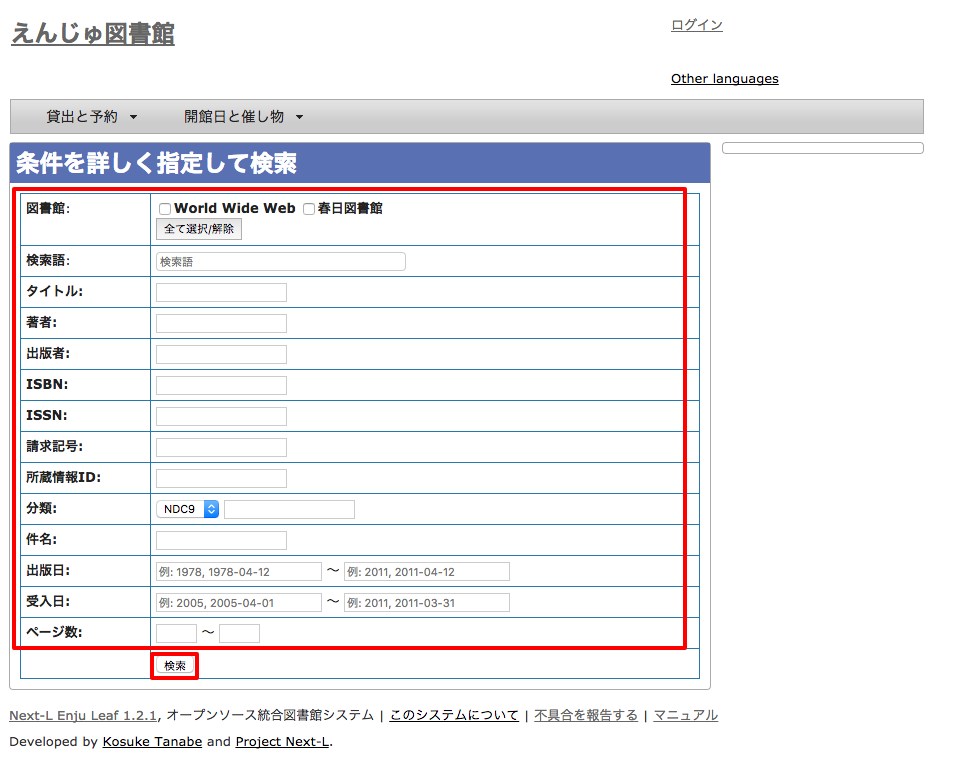 えんじゅ図書館
ログイン
Other languages
貸出と予約 開館日と催し物
条件を詳しく指定して検索
図書館: World Wide Web 春日図書館
全て選択/解除
検索語: 検索語
タイトル:
著者:
出版者:
ISBN:
ISSN:
請求記号:
所蔵情報ID:
分類: NDC9
件名:
出版日: 例: 1978, 1978-04-12 〜 例: 2011, 2011-04-12
受入日: 例: 2005, 2005-04-01 〜 例: 2011, 2011-03-31
ページ数: 〜
検索
Next-L Enju Leaf 1.2.1, オープンソース統合図書館システム | このシステムについて | 不具合を報告する | マニュアル
Developed by Kosuke Tanabe and Project Next-L.